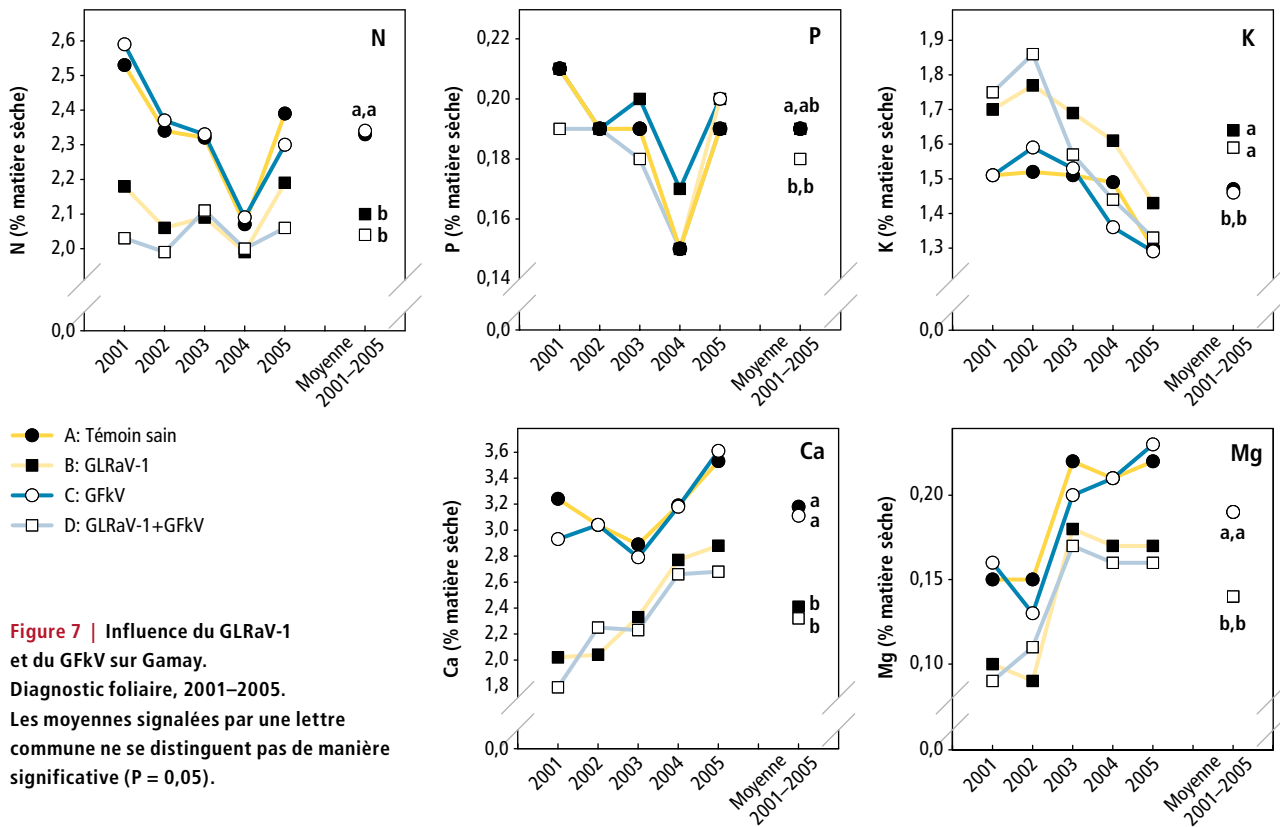 N
N (% matière sèche)
2,6
2,5
2,4
2,3
2,2
2,1
2,0
0,0
a,a
b
b
2001
2002
2003
2004
2005
Moyenne
2001–2005
P
P (% matière sèche)
0,22
0,20
0,18
0,16
0,14
0,0
a,ab
b,b
2001
2002
2003
2004
2005
Moyenne
2001–2005
K
K (% matière sèche)
1,9
1,8
1,7
1,6
1,5
1,4
1,3
0,0
a
a
b,b
2001
2002
2003
2004
2005
Moyenne
2001–2005
A: Témoin sain
B: GLRaV-1
C: GFkV
D: GLRaV-1+GFkV
Ca
Ca (% matière sèche)
3,6
3,4
3,2
3,0
2,8
2,6
2,4
2,2
2,0
1,8
0,0
a
a
b
b
2001
2002
2003
2004
2005
Moyenne
2001–2005
Mg
Mg (% matière sèche)
0,20
0,15
0,10
0,0
a,a
b,b
2001
2002
2003
2004
2005
Moyenne
2001–2005
Figure 7 | Influence du GLRaV-1
et du GFkV sur Gamay.
Diagnostic foliaire, 2001–2005.
Les moyennes signalées par une lettre
commune ne se distinguent pas de manière
significative (P = 0,05).